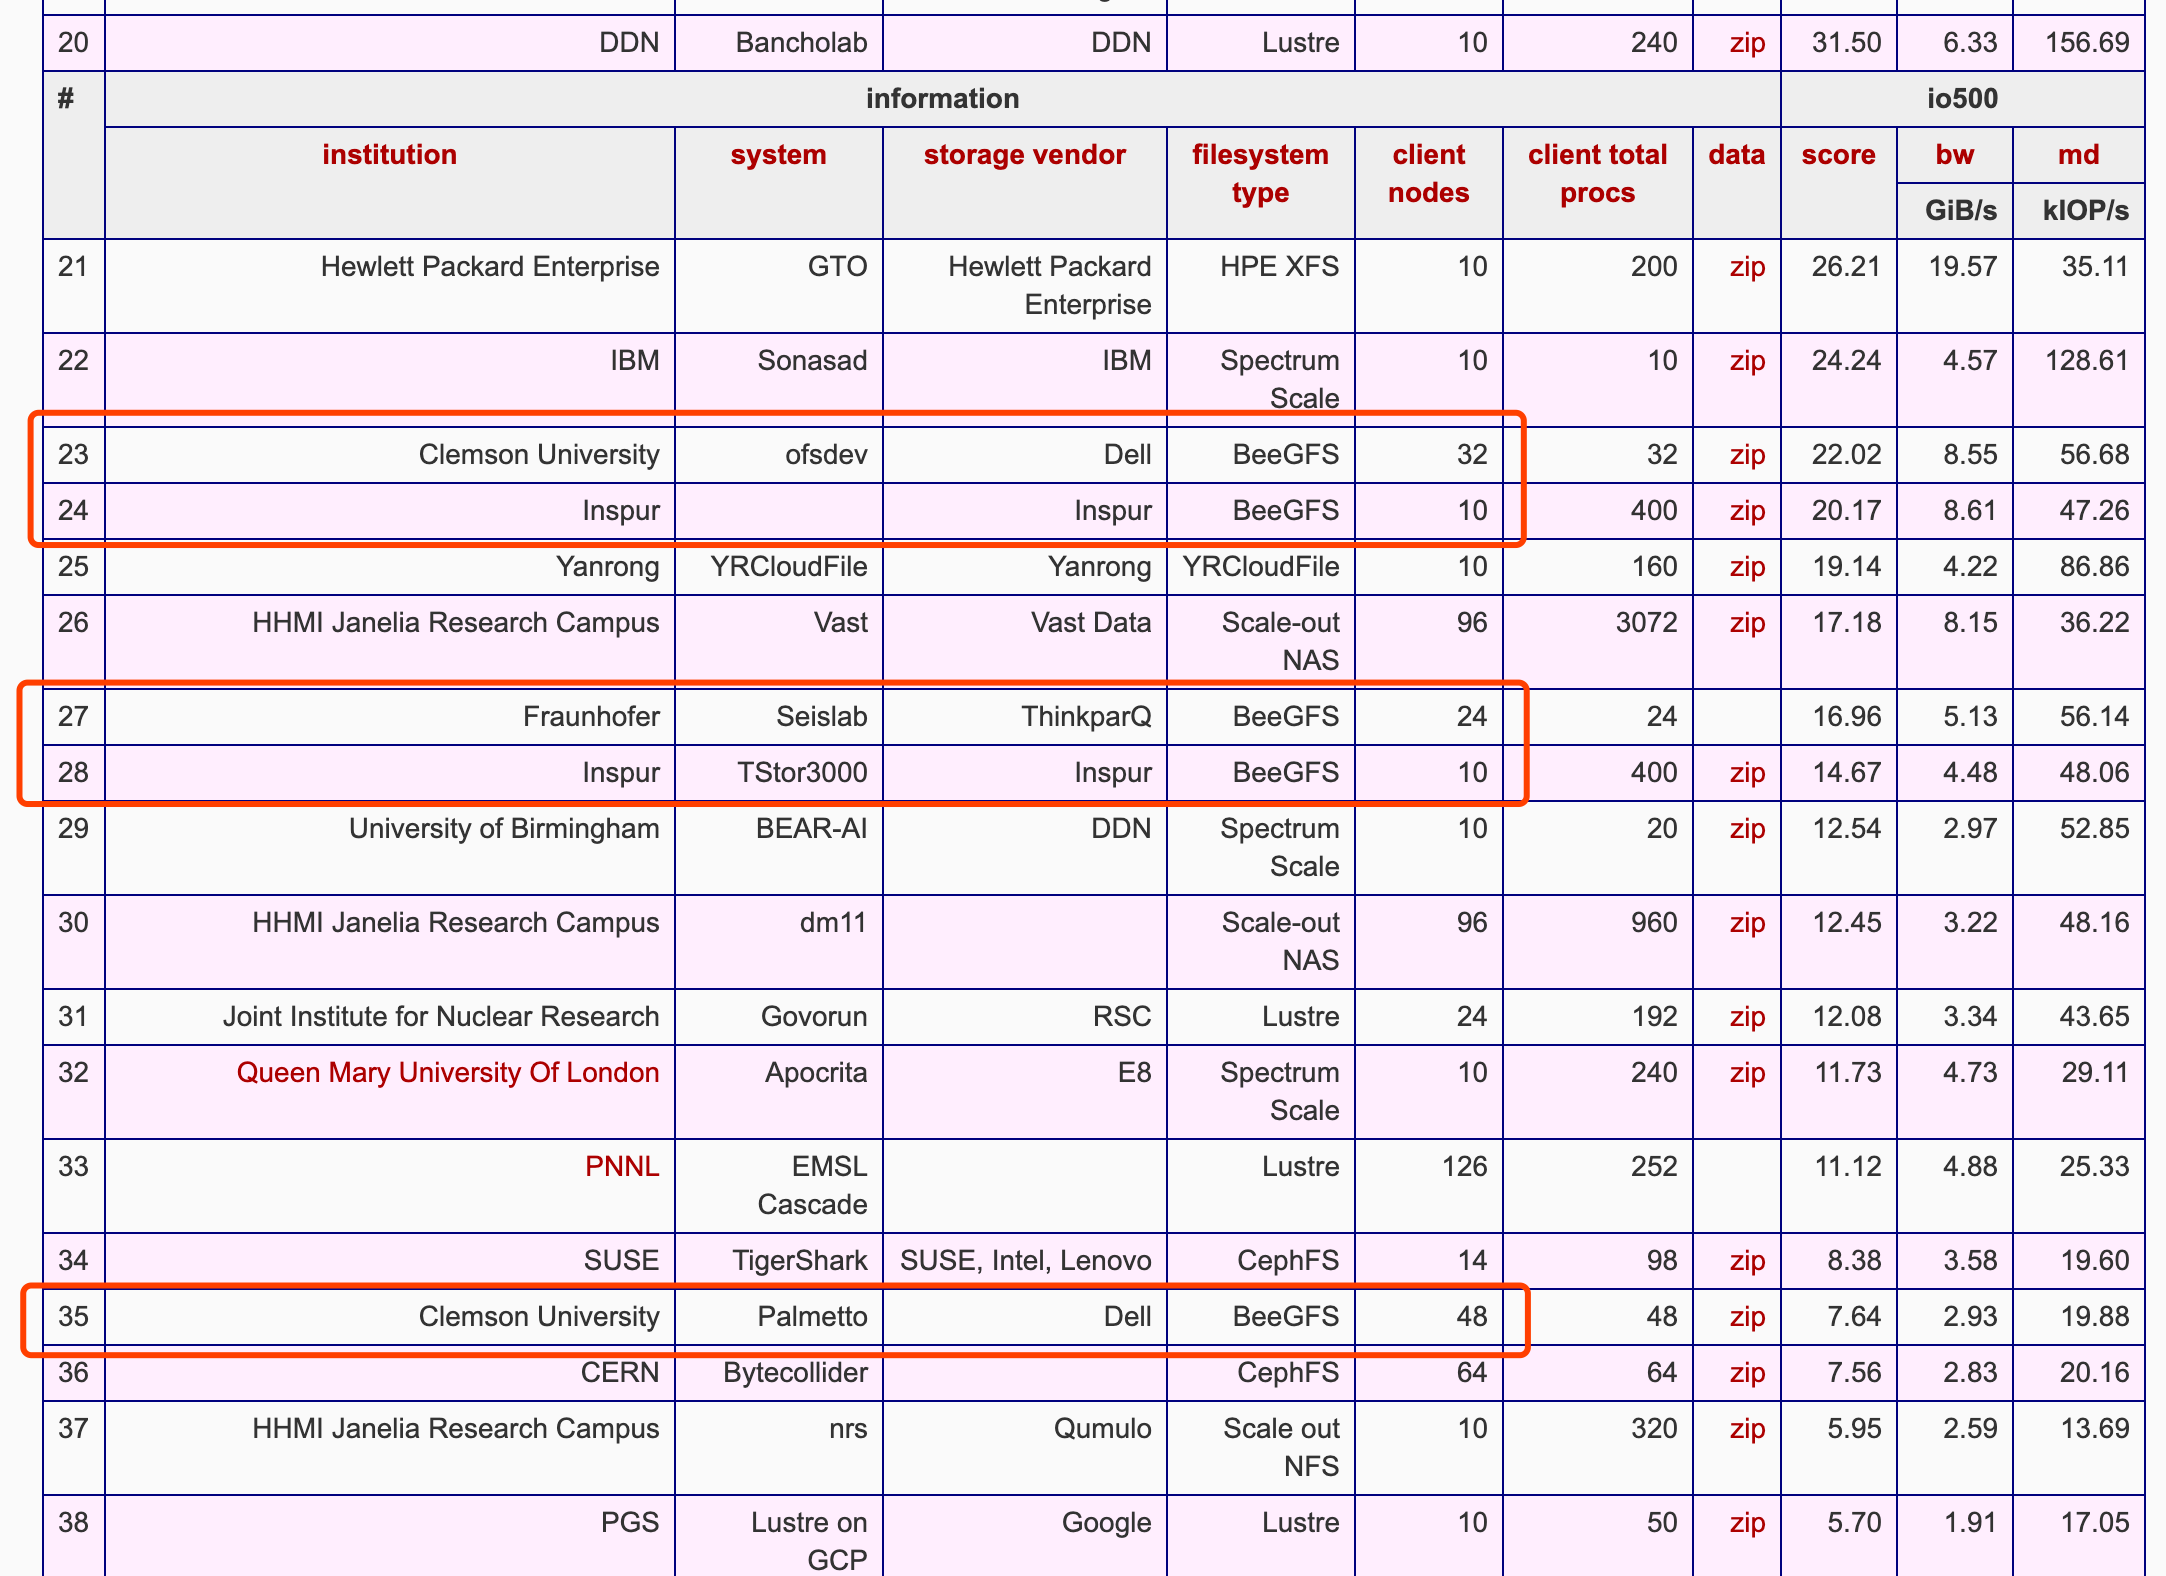 20 DDN Bancholab DDN Lustre 10 240 zip 31.50 6.33 156.69
# information io500
institution system storage vendor filesystem type client nodes client total procs data score bw md
GiB/s kIOP/s
21 Hewlett Packard Enterprise GTO Hewlett Packard Enterprise HPE XFS 10 200 zip 26.21 19.57 35.11
22 IBM Sonasad IBM Spectrum Scale 10 10 zip 24.24 4.57 128.61
23 Clemson University ofsdev Dell BeeGFS 32 32 zip 22.02 8.55 56.68
24 Inspur Inspur BeeGFS 10 400 zip 20.17 8.61 47.26
25 Yanrong YRCloudFile Yanrong YRCloudFile 10 160 zip 19.14 4.22 86.86
26 HHMI Janelia Research Campus Vast Vast Data Scale-out NAS 96 3072 zip 17.18 8.15 36.22
27 Fraunhofer Seislab ThinkparQ BeeGFS 24 24 16.96 5.13 56.14
28 Inspur TStor3000 Inspur BeeGFS 10 400 zip 14.67 4.48 48.06
29 University of Birmingham BEAR-AI DDN Spectrum Scale 10 20 zip 12.54 2.97 52.85
30 HHMI Janelia Research Campus dm11 Scale-out NAS 96 960 zip 12.45 3.22 48.16
31 Joint Institute for Nuclear Research Govorun RSC Lustre 24 192 zip 12.08 3.34 43.65
32 Queen Mary University Of London Apocrita E8 Spectrum Scale 10 240 zip 11.73 4.73 29.11
33 PNNL EMSL Cascade Lustre 126 252 11.12 4.88 25.33
34 SUSE TigerShark SUSE, Intel, Lenovo CephFS 14 98 zip 8.38 3.58 19.60
35 Clemson University Palmetto Dell BeeGFS 48 48 zip 7.64 2.93 19.88
36 CERN Bytecollider CephFS 64 64 zip 7.56 2.83 20.16
37 HHMI Janelia Research Campus nrs Qumulo Scale out NFS 10 320 zip 5.95 2.59 13.69
38 PGS Lustre on GCP Google Lustre 10 50 zip 5.70 1.91 17.05